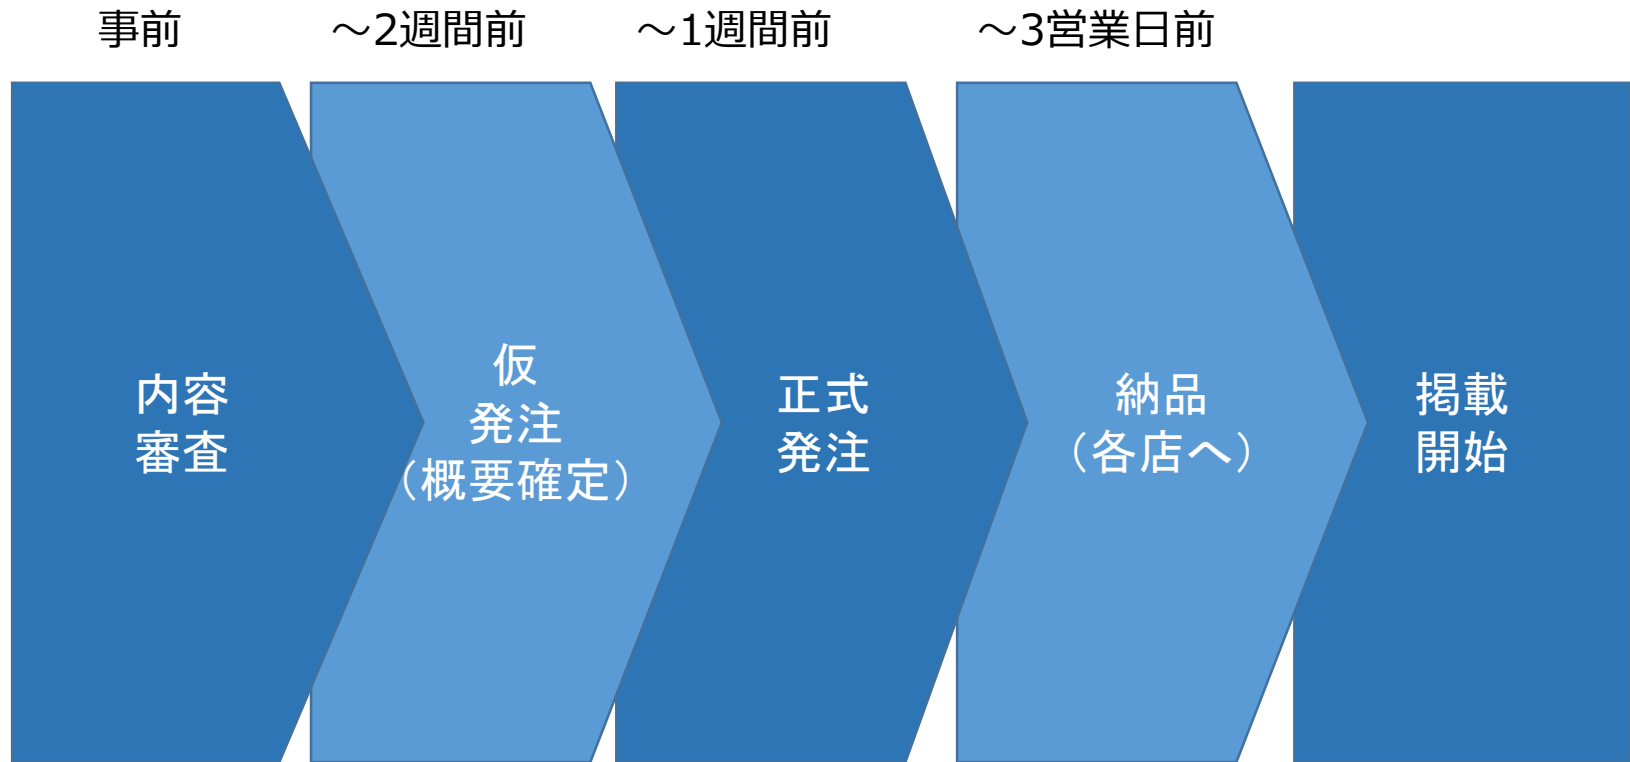 事前
～2週間前
～1週間前
～3営業日前
内容
審査
仮
発注
（概要確定）
正式
発注
納品
（各店へ）
掲載
開始